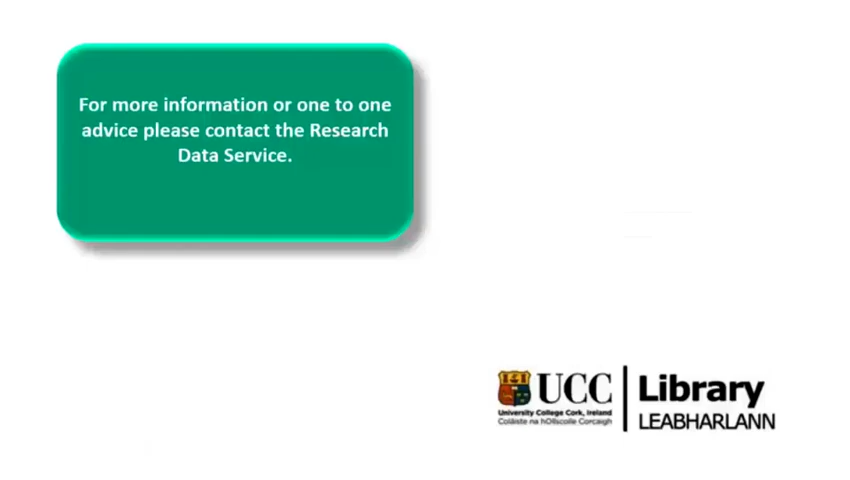 For more information or one to one
advice please contact the Research
Data Service.
UCC
University College Cork, Ireland
Coláiste na hOllscoile Corcaigh
Library
LEABHARLANN